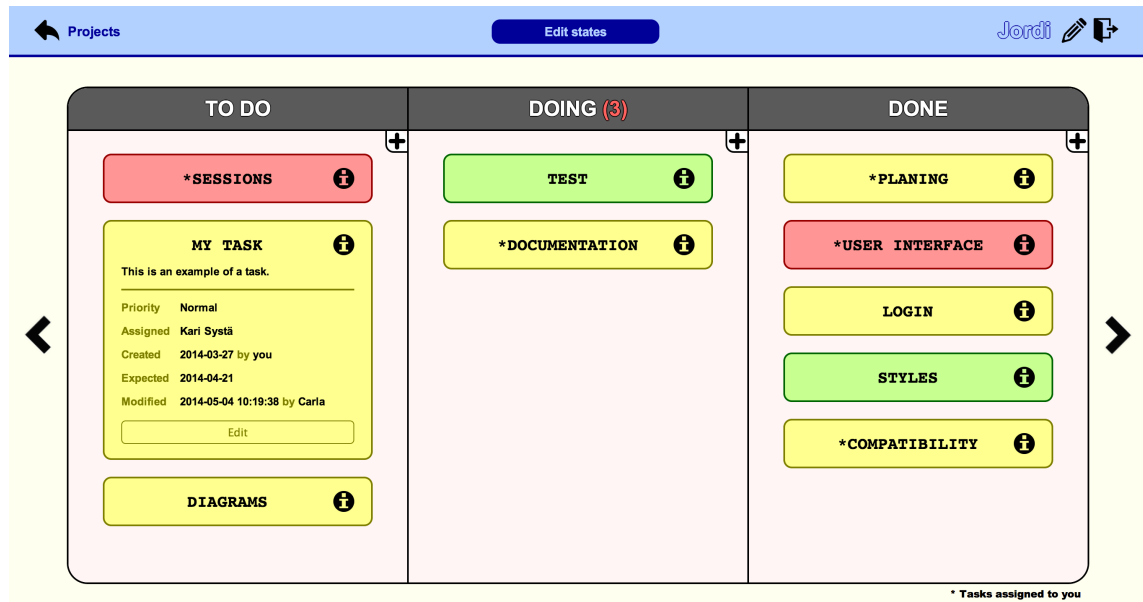 Projects
Edit states
Jordi
TO DO
DOING (3)
DONE
*SESSIONS
MY TASK
This is an example of a task.
Priority Normal
Assigned Kari Systä
Created 2014-03-27 by you
Expected 2014-04-21
Modified 2014-05-04 10:19:38 by Carla
Edit
DIAGRAMS
TEST
*DOCUMENTATION
*PLANING
*USER INTERFACE
LOGIN
STYLES
*COMPATIBILITY
* Tasks assigned to you